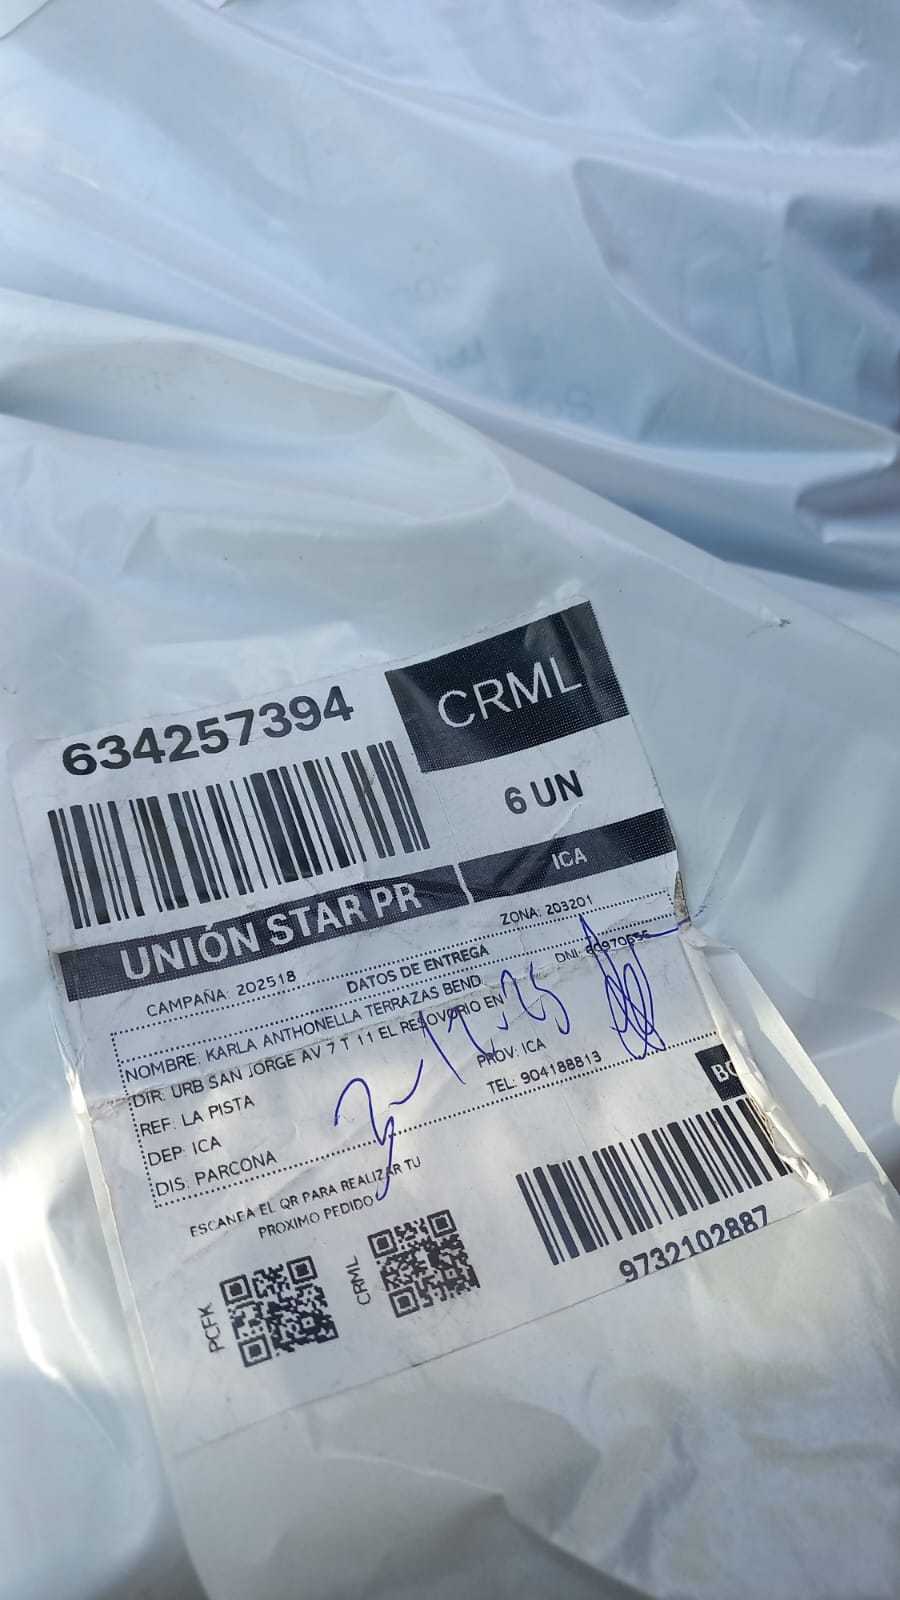 634257394
CRML
6 UN
UNIÓN STAR PR
ICA
CAMPAÑA: 202518
ZONA: 203201
DATOS DE ENTREGA
NOMBRE: KARLA ANTHONELLA TERRAZAS BEND
DNI:
DIR: URB SAN JORGE AV 7 T 11 EL RESOVORIO EN
REF: LA PISTA
DEP: ICA
PROV: ICA
DIS: PARCONA
TEL: 904188813
ESCANEA EL QR PARA REALIZAR TU
PROXIMO PEDIDO
PCFK
CRML
9732102887